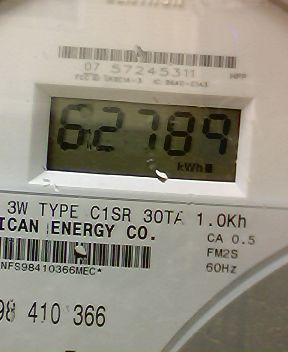 07 57245311
HPP
62789
kWh
3W TYPE C1SR 30TA 1.0Kh
ICAN ENERGY CO.
CA 0.5
NFS98410366MEC*
FM2S
60Hz
98 410 366